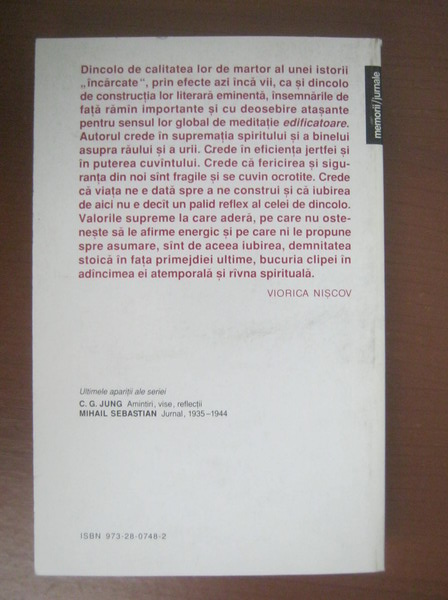 Dincolo de calitatea lor de martor al unei istorii
„încărcate", prin efecte azi încă vii, ca și dincolo
de construcția lor literară eminentă, însemnările de
față rămîn importante și cu deosebire atașante
pentru sensul lor global de meditație edificatoare.
Autorul crede în supremația spiritului și a binelui
asupra răului și a urii. Crede în eficiența jertfei și
în puterea cuvîntului. Crede că fericirea și sigu-
ranța din noi sînt fragile și se cuvin ocrotite. Crede
că viața ne e dată spre a ne construi și că iubirea
de aici nu e decît un palid reflex al celei de dincolo.
Valorile supreme la care aderă, pe care nu oste-
nește să le afirme energic și pe care ni le propune
spre asumare, sînt de aceea iubirea, demnitatea
stoică în fața primejdiei ultime, bucuria clipei în
adîncimea ei atemporală și rîvna spirituală.
VIORICA NIȘCOV
memorii/jurnale
Ultimele apariții ale seriei
C. G. JUNG Amintiri, vise, reflecții
MIHAIL SEBASTIAN Jurnal, 1935–1944
ISBN 973-28-0748-2